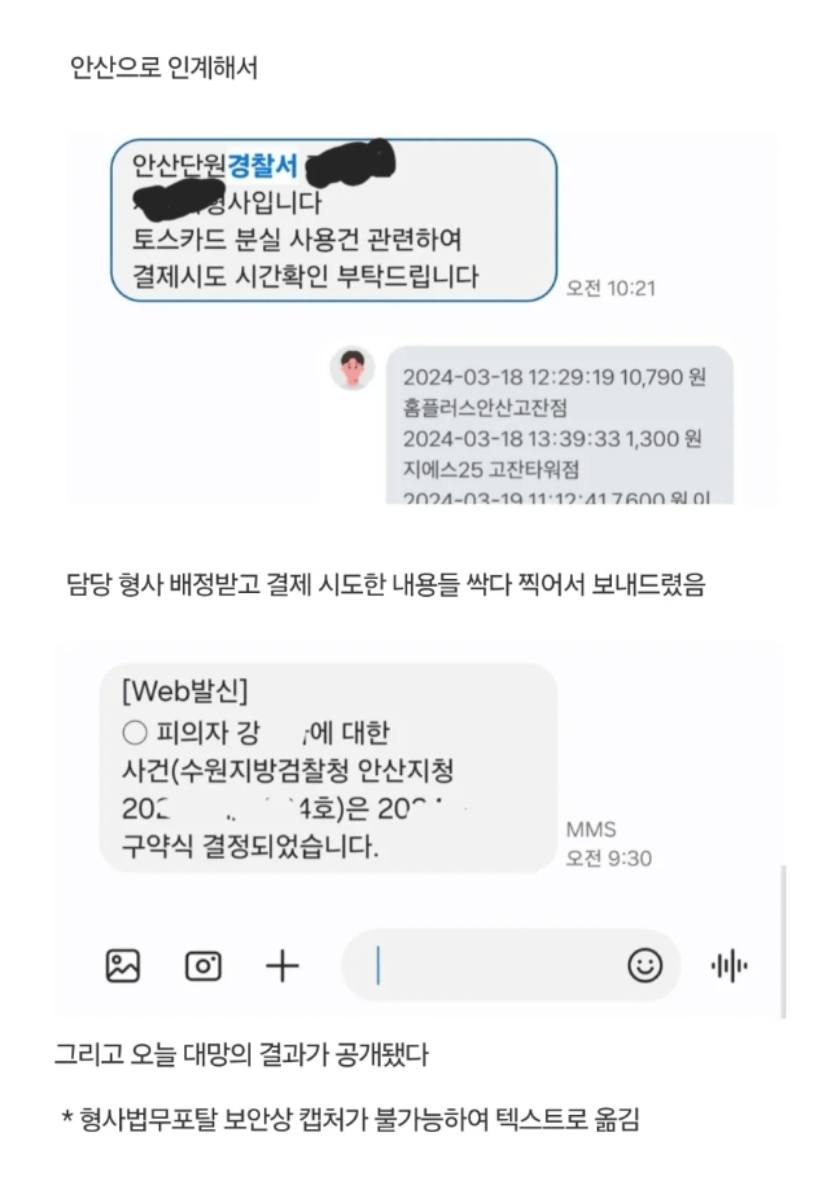 안산으로 인계해서
안산단원경찰서
형사입니다
토스카드 분실 사용건 관련하여
결제시도 시간확인 부탁드립니다
오전 10:21
2024-03-18 12:29:19 10,790 원
홈플러스안산고잔점
2024-03-18 13:39:33 1,300 원
지에스25 고잔타워점
2024-03-19 11:12:41 7,600 원 이
담당 형사 배정받고 결제 시도한 내용들 싹다 찍어서 보내드렸음
[Web발신]
○ 피의자 강 에 대한
사건(수원지방검찰청 안산지청
4호)은
구약식 결정되었습니다.
MMS
오전 9:30
그리고 오늘 대망의 결과가 공개됐다
* 형사법무포탈 보안상 캡처가 불가능하여 텍스트로 옮김